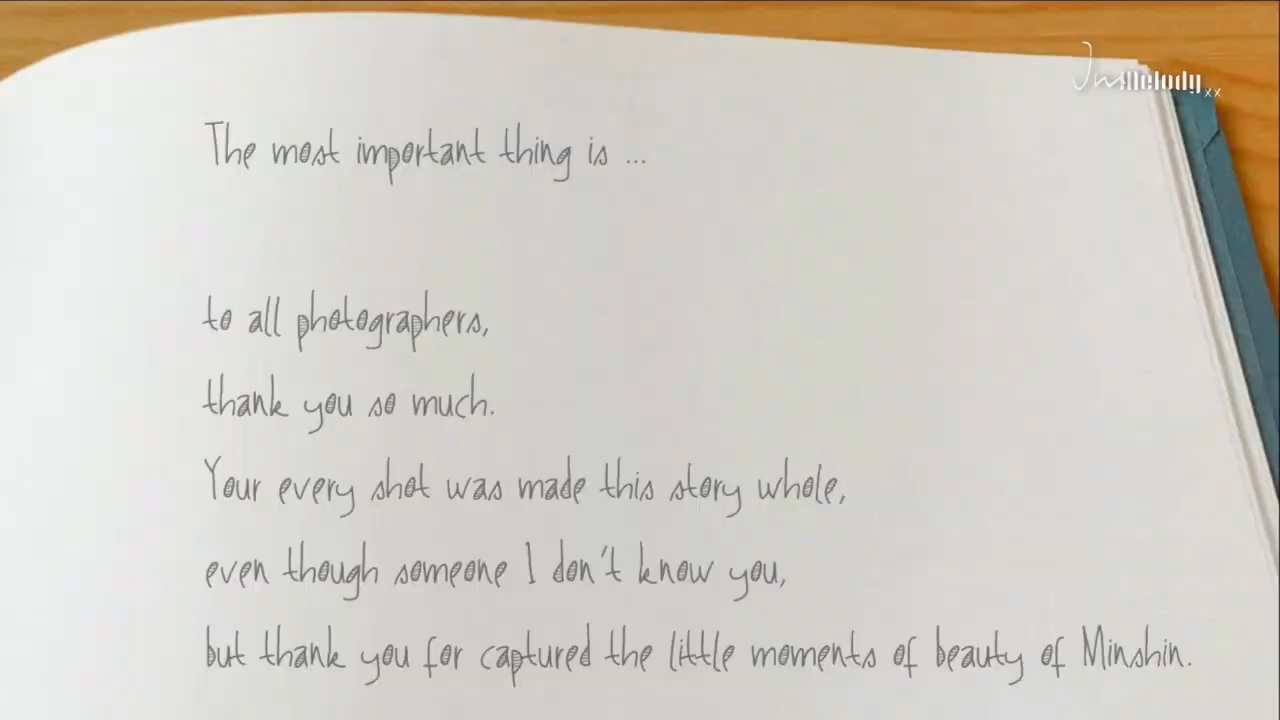 JmMelodyxx
The most important thing is ...
to all photographers,
thank you so much.
Your every shot was made this story whole,
even though someone I don't know you,
but thank you for captured the little moments of beauty of Minshin.